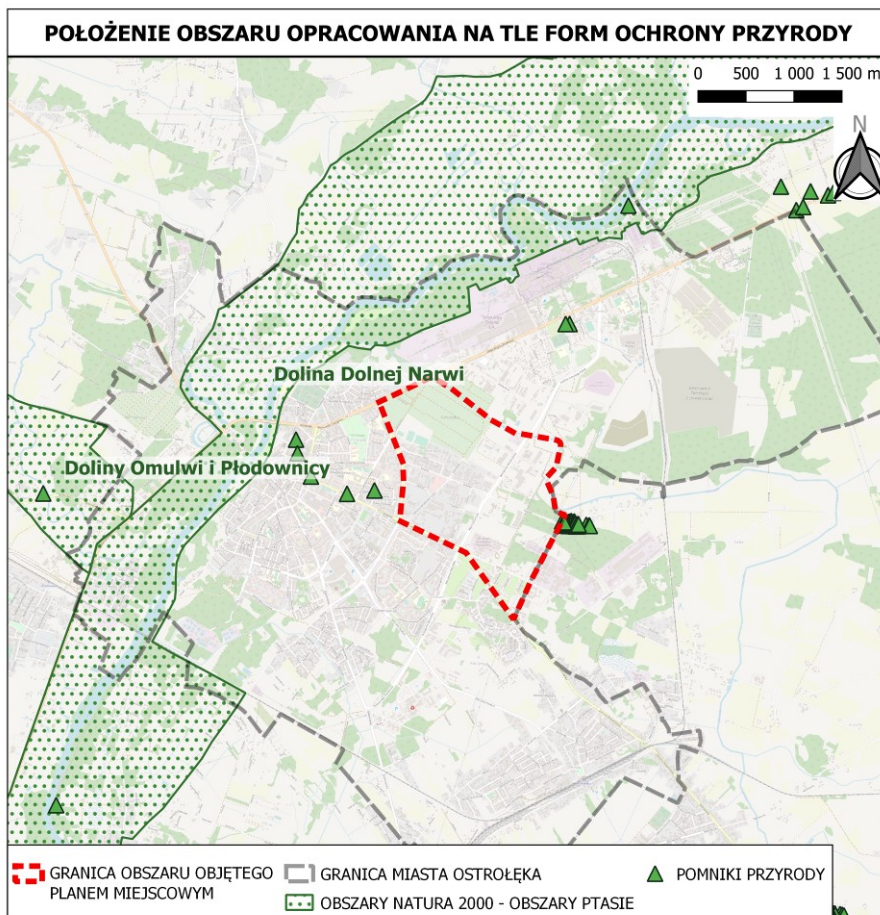 POŁOŻENIE OBSZARU OPRACOWANIA NA TLE FORM OCHRONY PRZYRODY
0 500 1 000 1 500 m
N
Dolina Dolnej Narwi
Doliny Omulwi i Płodownicy
GRANICA OBSZARU OBJĘTEGO
PLANEM MIEJSCOWYM
GRANICA MIASTA OSTROŁĘKA
OBSZARY NATURA 2000 - OBSZARY PTASIE
POMNIKI PRZYRODY